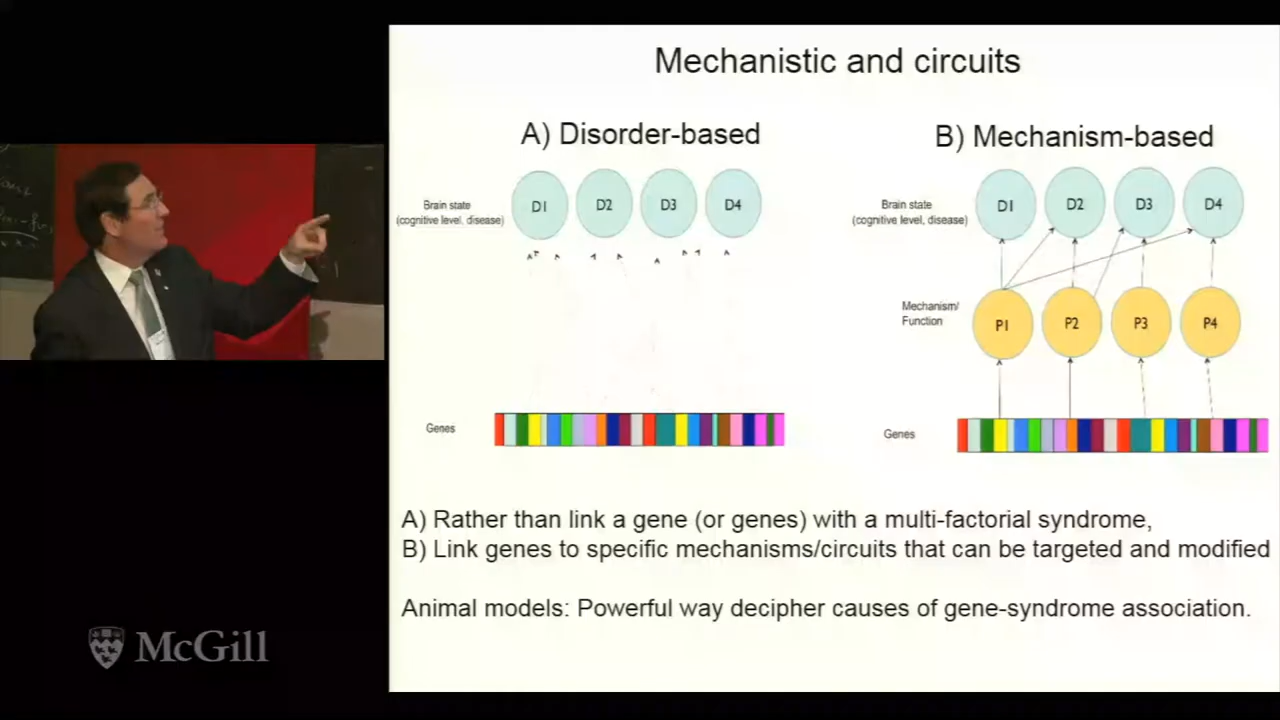 Mechanistic and circuits
A) Disorder-based
Brain state
(cognitive level, disease)
D1 D2 D3 D4
Genes
B) Mechanism-based
Brain state
(cognitive level, disease)
D1 D2 D3 D4
Mechanism/
Function
P1 P2 P3 P4
Genes
A) Rather than link a gene (or genes) with a multi-factorial syndrome,
B) Link genes to specific mechanisms/circuits that can be targeted and modified
Animal models: Powerful way decipher causes of gene-syndrome association.
McGill